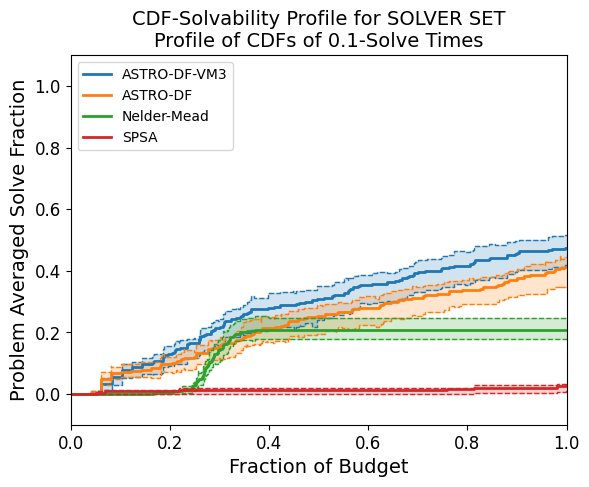 CDF-Solvability Profile for SOLVER SET
Profile of CDFs of 0.1-Solve Times
ASTRO-DF-VM3
ASTRO-DF
Nelder-Mead
SPSA
Problem Averaged Solve Fraction
1.0
0.8
0.6
0.4
0.2
0.0
0.0 0.2 0.4 0.6 0.8 1.0
Fraction of Budget